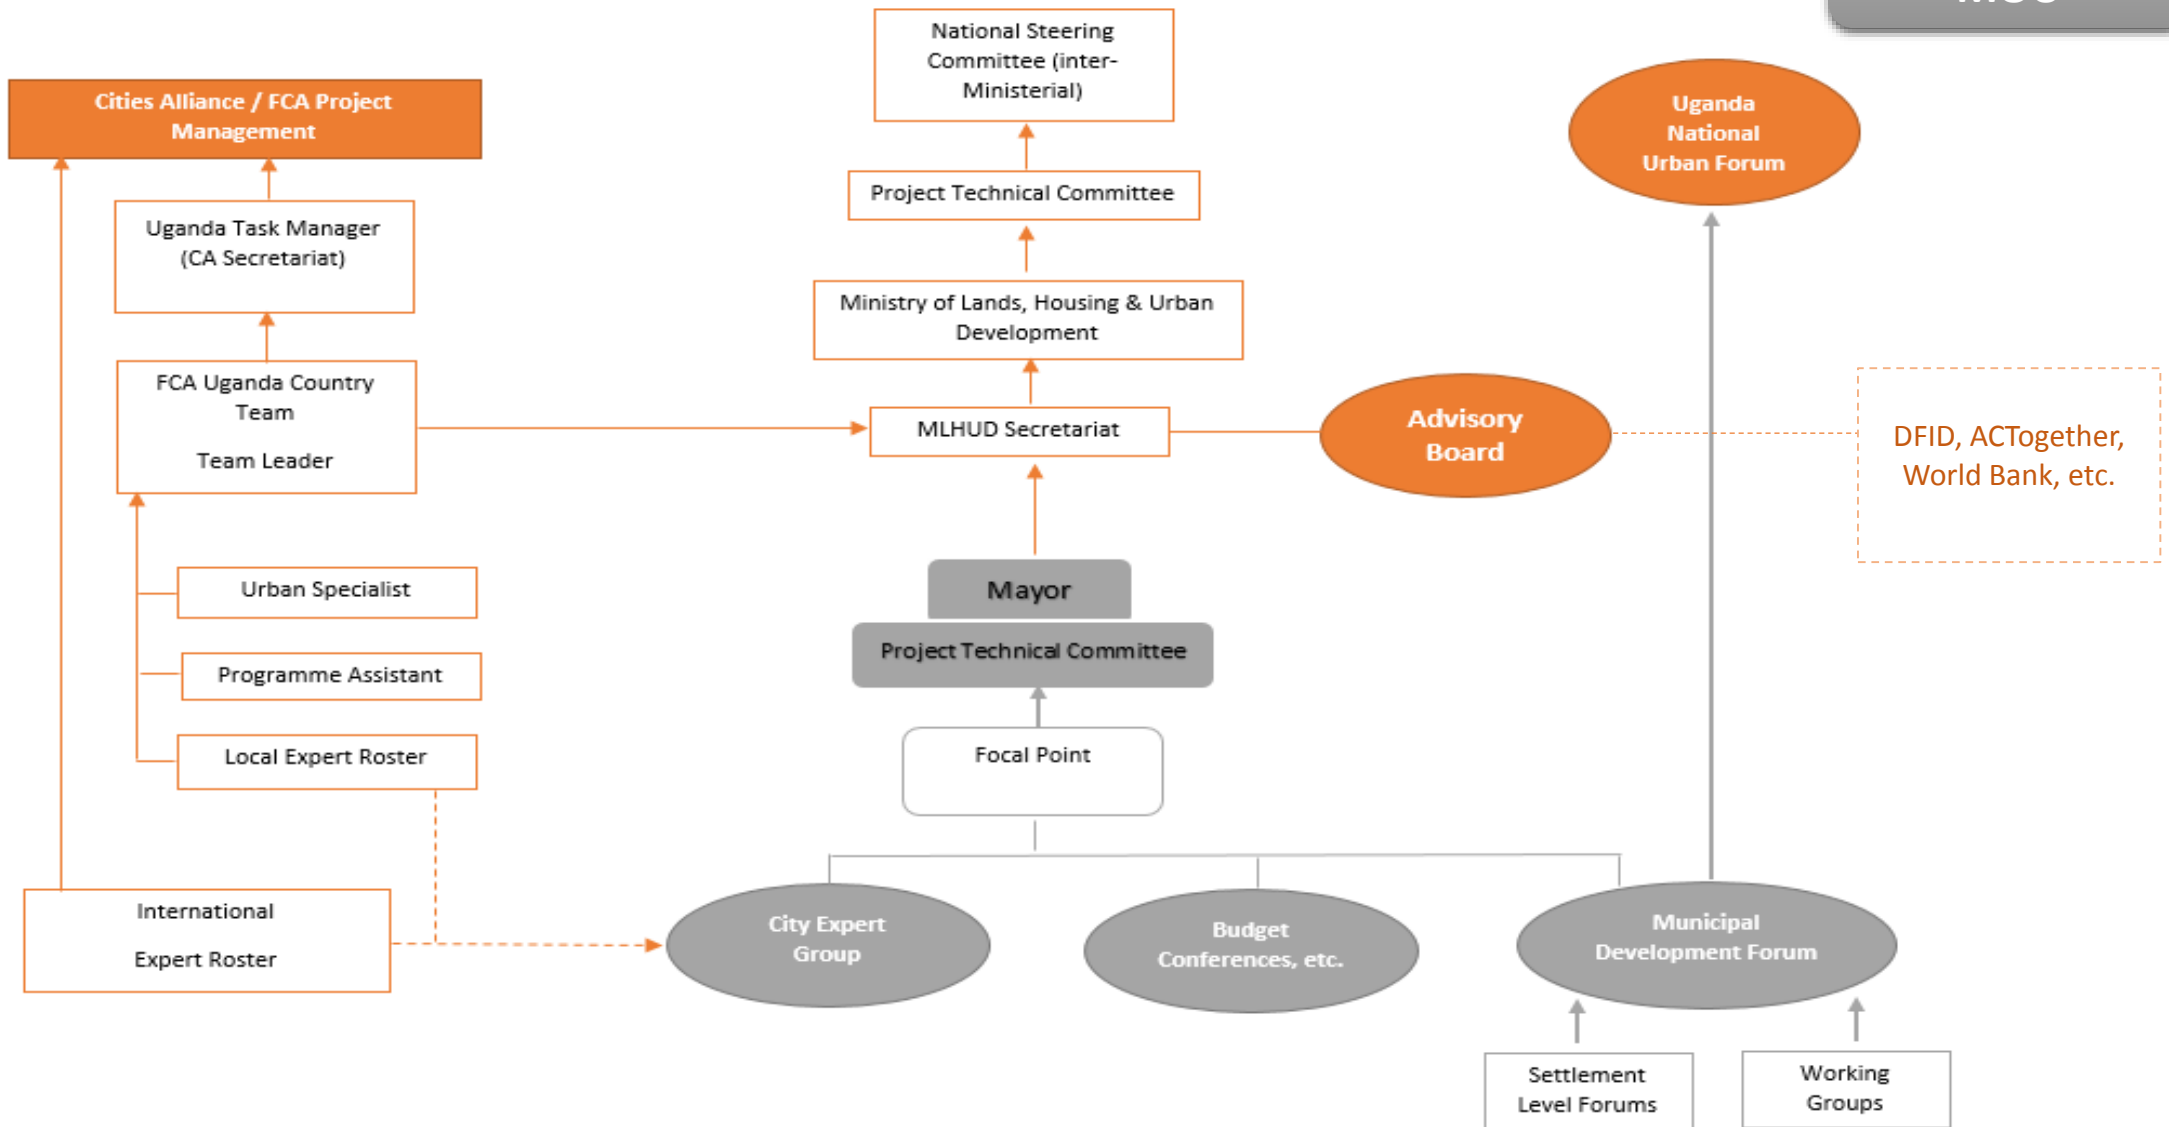 National Steering
Committee (inter-
Ministerial)
Cities Alliance / FCA Project
Management
Uganda
National
Urban Forum
Project Technical Committee
Uganda Task Manager
(CA Secretariat)
Ministry of Lands, Housing & Urban
Development
FCA Uganda Country
Team
Team Leader
MLHUD Secretariat
Advisory
Board
DFID, ACTogether,
World Bank, etc.
Mayor
Project Technical Committee
Urban Specialist
Programme Assistant
Local Expert Roster
Focal Point
International
Expert Roster
City Expert
Group
Budget
Conferences, etc.
Municipal
Development Forum
Settlement
Level Forums
Working
Groups